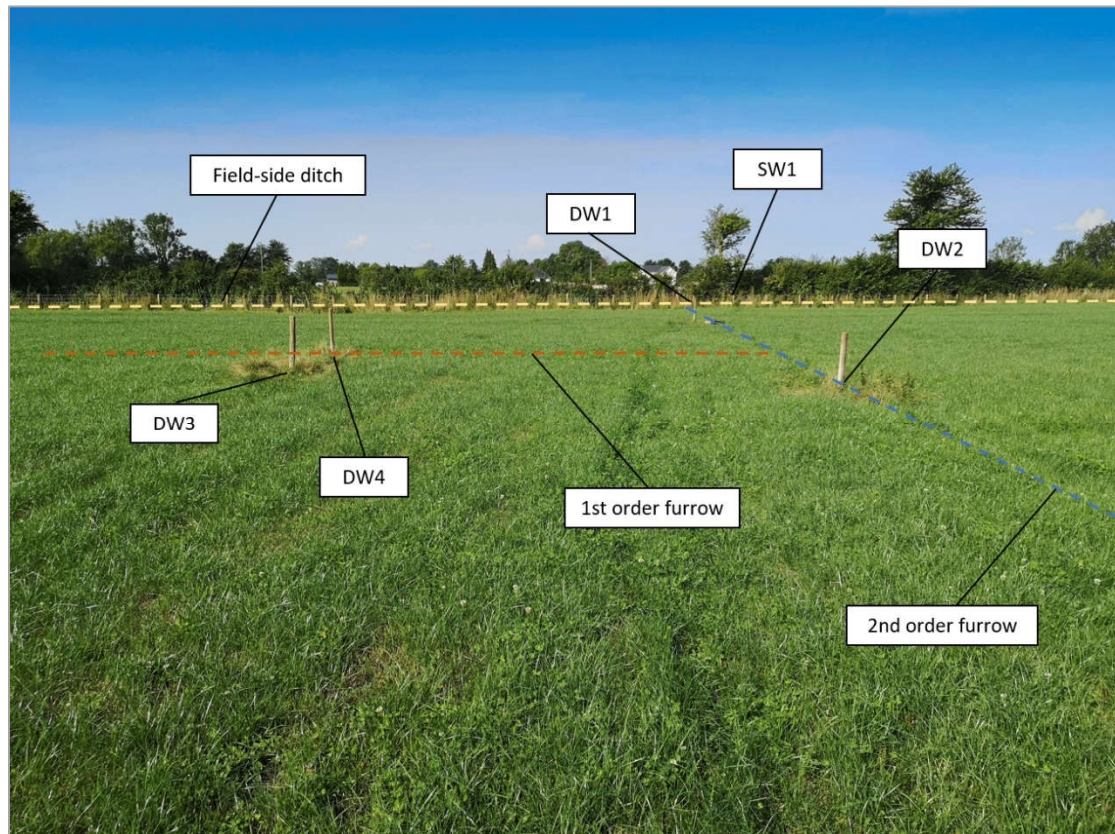 Field-side ditch
SW1
DW1
DW2
DW3
DW4
1st order furrow
2nd order furrow